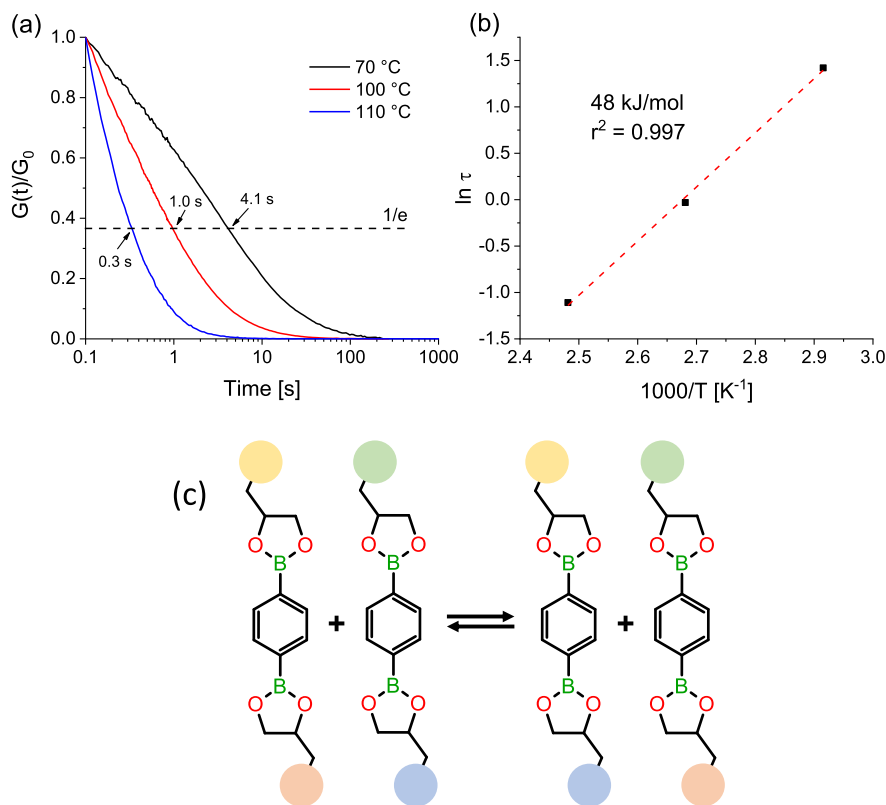 (a)
1.0
0.8
0.6
0.4
0.2
0.0
G(t)/G₀
70 °C
100 °C
110 °C
4.1 s
1.0 s
0.3 s
1/e
0.1
1
10
100
1000
Time [s]
(b)
1.5
1.0
0.5
0.0
-0.5
-1.0
-1.5
ln τ
48 kJ/mol
r² = 0.997
2.4
2.5
2.6
2.7
2.8
2.9
3.0
1000/T [K⁻¹]
(c)
O O O O O O O O
B B B B
+ +
B B B B
O O O O O O O O